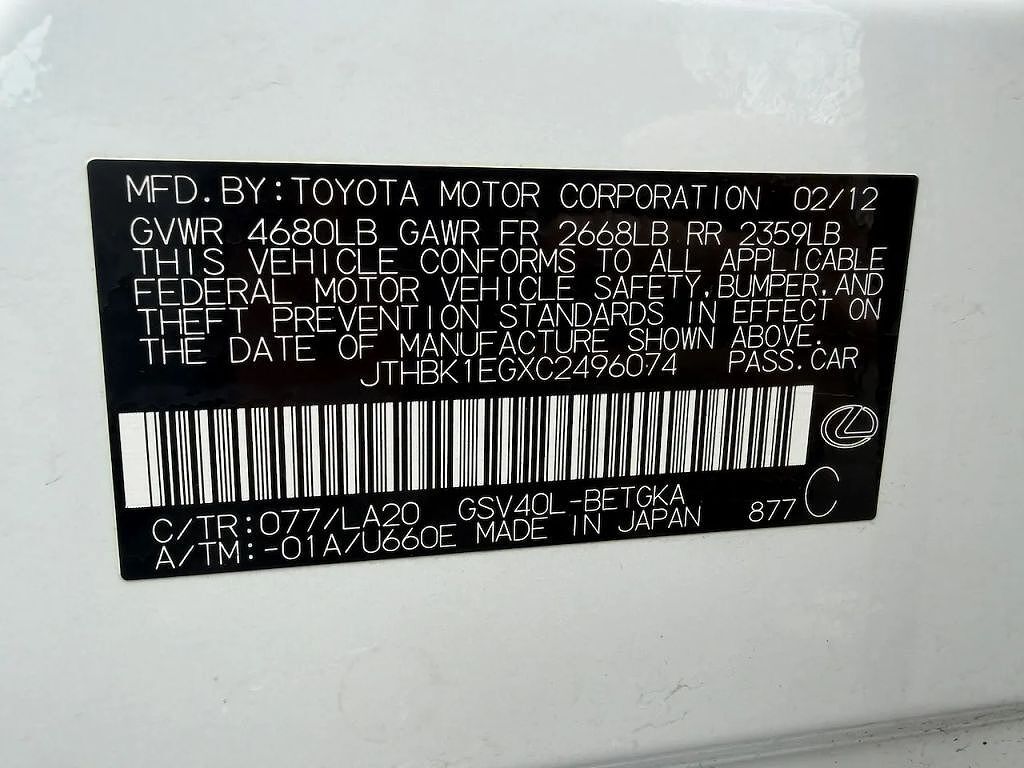 MFD.BY:TOYOTA MOTOR CORPORATION 02/12
GVWR 4680LB GAWR FR 2668LB RR 2359LB
THIS VEHICLE CONFORMS TO ALL APPLICABLE
FEDERAL MOTOR VEHICLE SAFETY,BUMPER,AND
THEFT PREVENTION STANDARDS IN EFFECT ON
THE DATE OF MANUFACTURE SHOWN ABOVE.
JTHBK1EGXC2496074 PASS.CAR
C/TR:077/LA20 GSV40L-BETGKA 877 C
A/TM:-01A/U660E MADE IN JAPAN